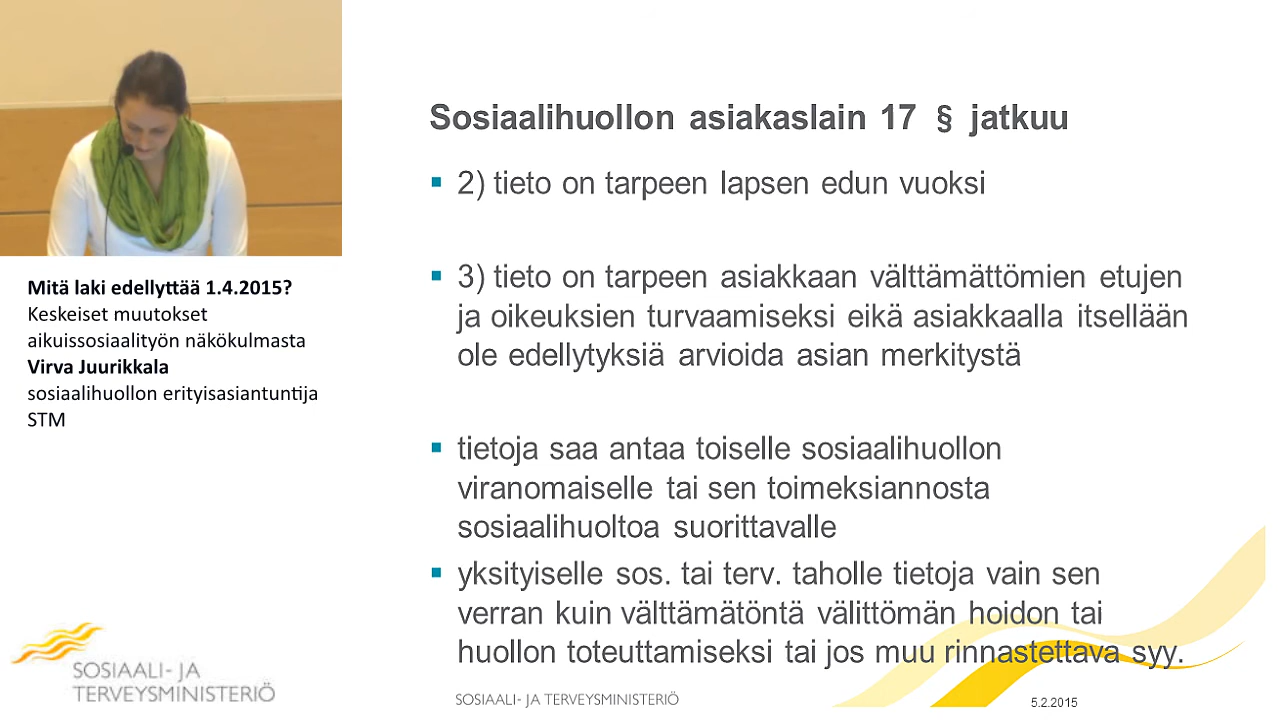 Sosiaalihuollon asiakaslain 17 § jatkuu
2) tieto on tarpeen lapsen edun vuoksi
3) tieto on tarpeen asiakkaan välttämättömien etujen
ja oikeuksien turvaamiseksi eikä asiakkaalla itsellään
ole edellytyksiä arvioida asian merkitystä
tietoja saa antaa toiselle sosiaalihuollon
viranomaiselle tai sen toimeksiannosta
sosiaalihuoltoa suorittavalle
yksityiselle sos. tai terv. taholle tietoja vain sen
verran kuin välttämätöntä välittömän hoidon tai
huollon toteuttamiseksi tai jos muu rinnastettava syy.
Mitä laki edellyttää 1.4.2015?
Keskeiset muutokset
aikuissosiaalityön näkökulmasta
Virva Juurikkala
sosiaalihuollon erityisasiantuntija
STM
SOSIAALI- JA
TERVEYSMINISTERIÖ
SOSIAALI- JA TERVEYSMINISTERIÖ
5.2.2015